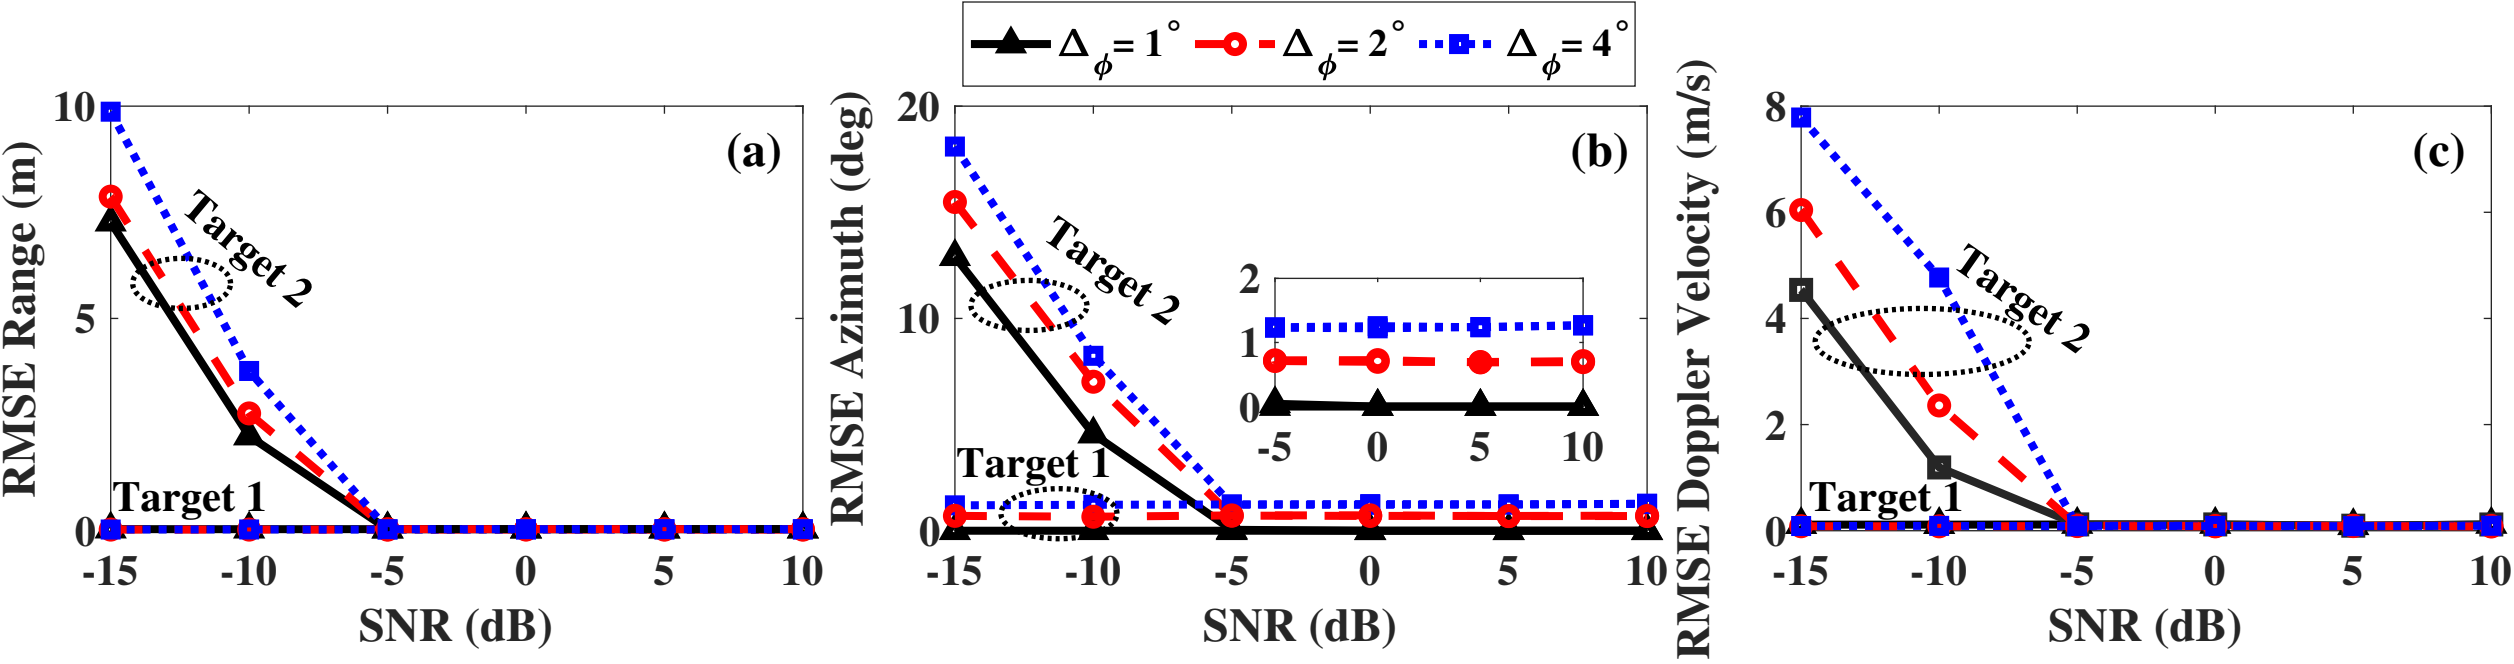 Δϕ = 1° Δϕ = 2° Δϕ = 4°
RMSE Range (m)
10
5
0
(a)
Target 2
Target 1
-15 -10 -5 0 5 10
SNR (dB)
RMSE Azimuth (deg)
20
10
0
(b)
Target 2
Target 1
2
1
0
-5 0 5 10
-15 -10 -5 0 5 10
SNR (dB)
RMSE Doppler Velocity (m/s)
8
6
4
2
0
(c)
Target 2
Target 1
-15 -10 -5 0 5 10
SNR (dB)